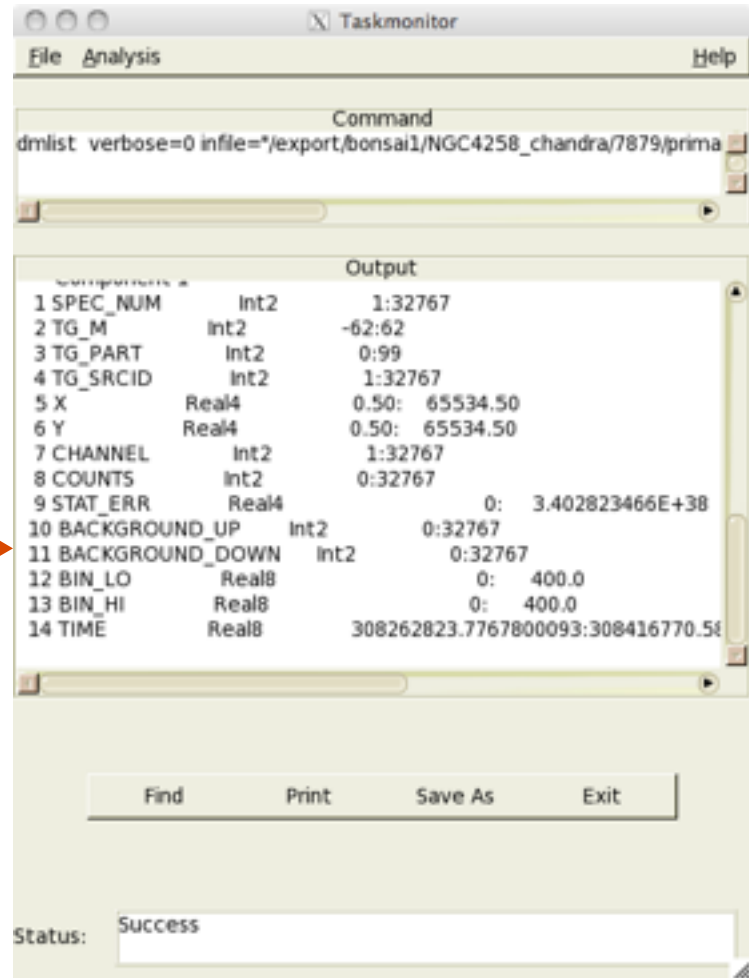 Taskmonitor
File Analysis Help
Command
dmlist verbose=0 infile="/export/bonsai1/NGC4258_chandra/7879/prima
Output
Component 1
1 SPEC_NUM Int2 1:32767
2 TG_M Int2 -62:62
3 TG_PART Int2 0:99
4 TG_SRCID Int2 1:32767
5 X Real4 0.50: 65534.50
6 Y Real4 0.50: 65534.50
7 CHANNEL Int2 1:32767
8 COUNTS Int2 0:32767
9 STAT_ERR Real4 0: 3.402823466E+38
10 BACKGROUND_UP Int2 0:32767
11 BACKGROUND_DOWN Int2 0:32767
12 BIN_LO Real8 0: 400.0
13 BIN_HI Real8 0: 400.0
14 TIME Real8 308262823.7767800093:308416770.58
Find Print Save As Exit
Status: Success